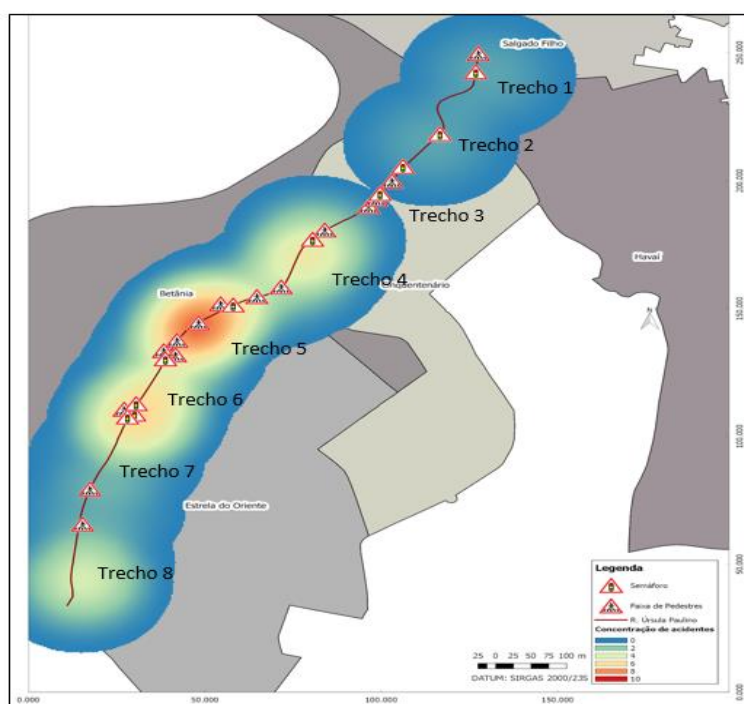 Salgado Filho
Trecho 1
Trecho 2
Trecho 3
Trecho 4
Havaí
Betânia
Trecho 5
Trecho 6
Trecho 7
Estrela do Oriente
Trecho 8
N
Legenda
Semáforo
Faixa de Pedestres
R. Úrsula Paulino
Concentração de acidentes
0
2
4
6
8
10
25 0 25 50 75 100 m
DATUM: SIRGAS 2000/23S
0.000 50.000 100.000 150.000
0.000
50.000
100.000
150.000
200.000
250.000